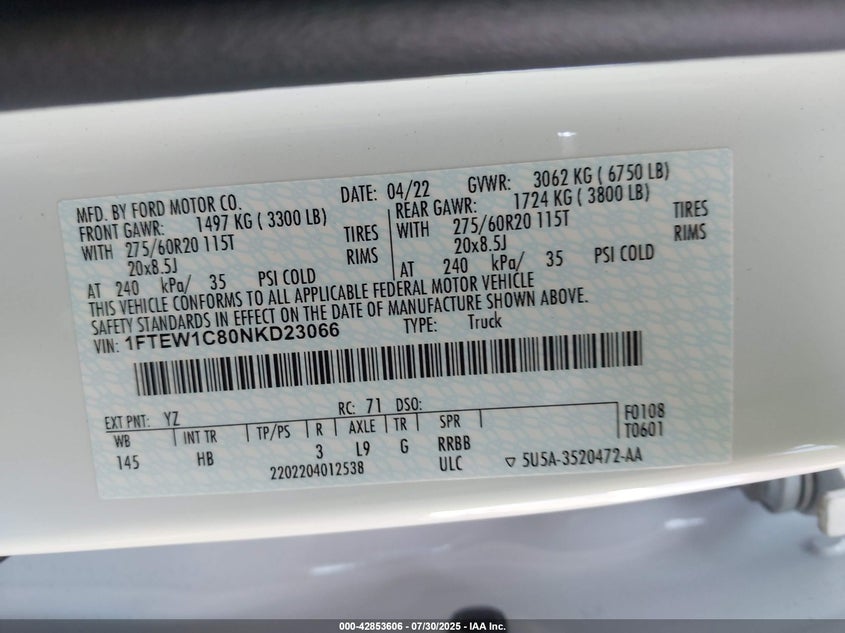 MFD. BY FORD MOTOR CO. DATE: 04/22 GVWR: 3062 KG ( 6750 LB)
FRONT GAWR: 1497 KG ( 3300 LB) REAR GAWR: 1724 KG ( 3800 LB)
WITH 275/60R20 115T TIRES WITH 275/60R20 115T TIRES
20x8.5J RIMS 20x8.5J RIMS
AT 240 kPa/ 35 PSI COLD AT 240 kPa/ 35 PSI COLD
THIS VEHICLE CONFORMS TO ALL APPLICABLE FEDERAL MOTOR VEHICLE
SAFETY STANDARDS IN EFFECT ON THE DATE OF MANUFACTURE SHOWN ABOVE.
VIN: 1FTEW1C80NKD23066 TYPE: Truck
EXT PNT: YZ RC: 71 DSO: F0108
WB INT TR TP/PS R AXLE TR SPR T0601
145 HB 3 L9 G RRBB
2202204012538 ULC ▽ 5U5A-3520472-AA
000-42853606 - 07/30/2025 - IAA Inc.